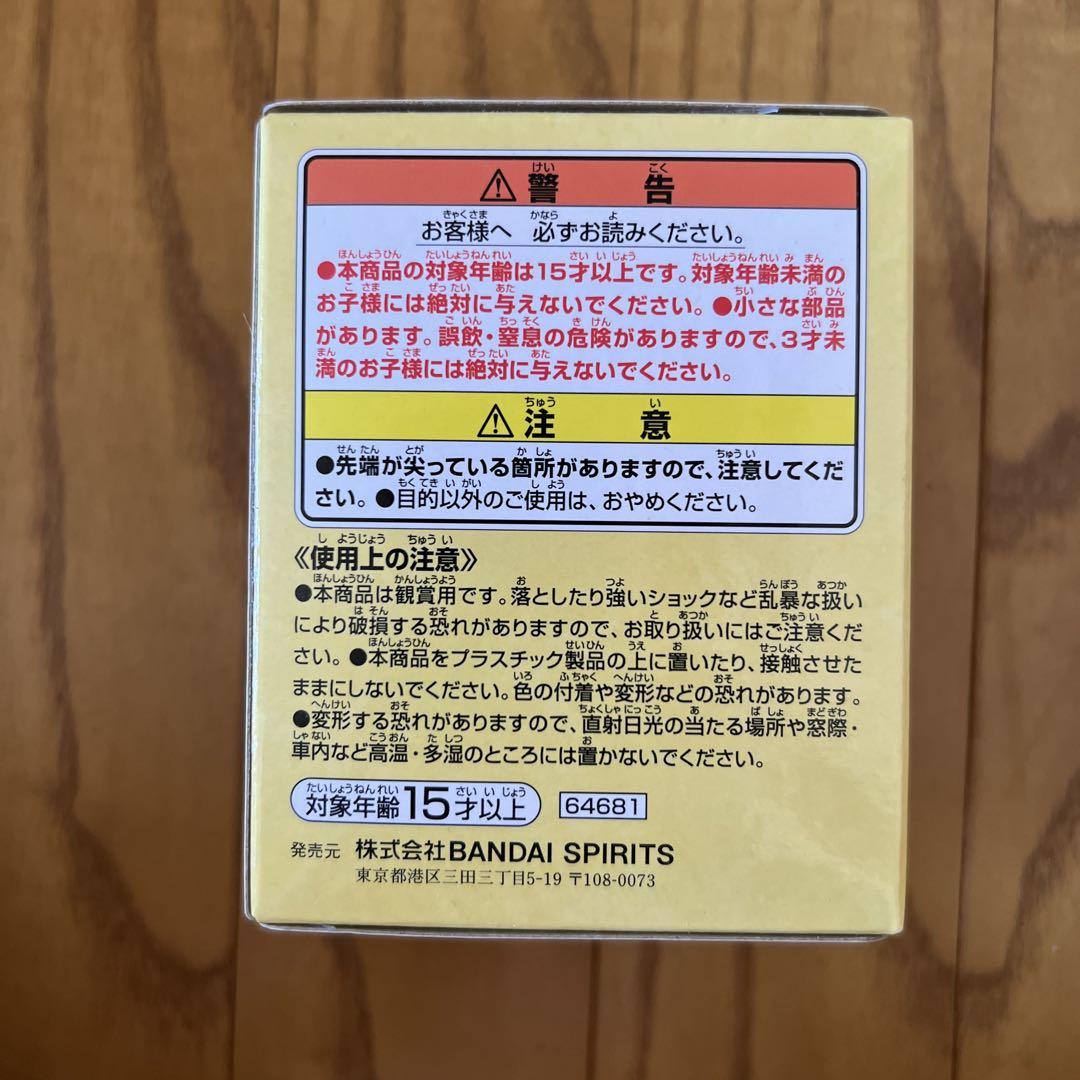 ⚠警告
お客様へ 必ずお読みください。
●本商品の対象年齢は15才以上です。対象年齢未満の
お子様には絶対に与えないでください。●小さな部品
があります。誤飲・窒息の危険がありますので、3才未
満のお子様には絶対に与えないでください。
⚠注意
●先端が尖っている箇所がありますので、注意してくだ
さい。●目的以外のご使用は、おやめください。
《使用上の注意》
●本商品は観賞用です。落としたり強いショックなど乱暴な扱い
により破損する恐れがありますので、お取り扱いにはご注意くだ
さい。●本商品をプラスチック製品の上に置いたり、接触させた
ままにしないでください。色の付着や変形などの恐れがあります。
●変形する恐れがありますので、直射日光の当たる場所や窓際・
車内など高温・多湿のところには置かないでください。
対象年齢15才以上 64681
発売元 株式会社BANDAI SPIRITS
東京都港区三田三丁目5-19 〒108-0073